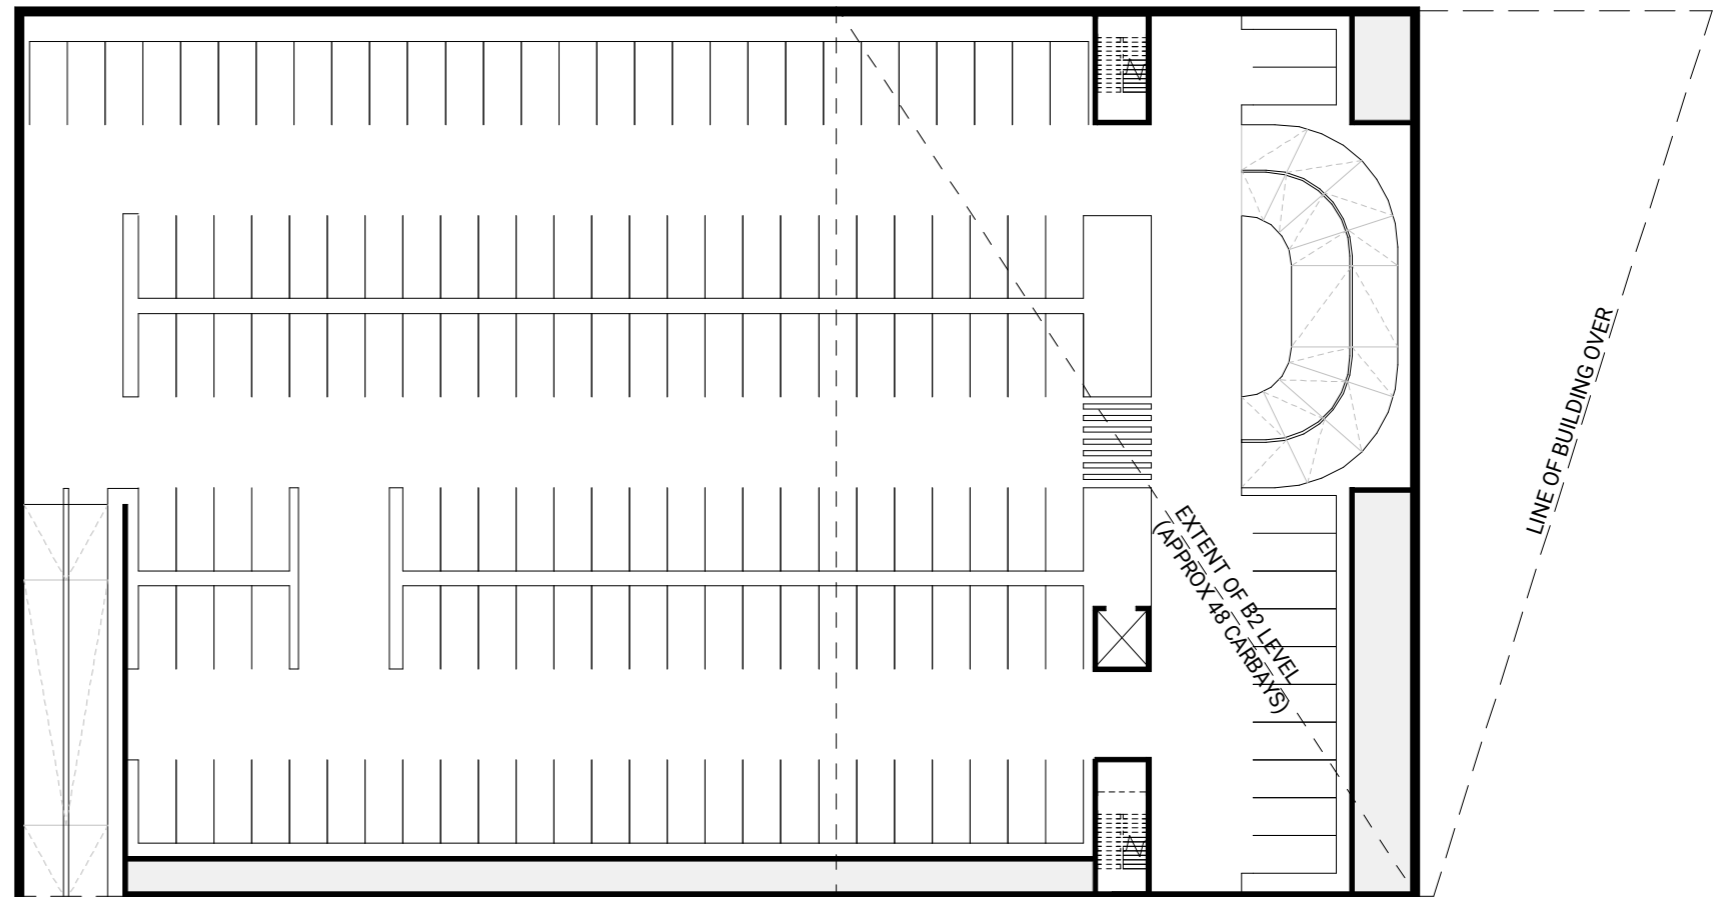 LINE OF BUILDING OVER
EXTENT OF B2 LEVEL
(APPROX 48 CARBAYS)